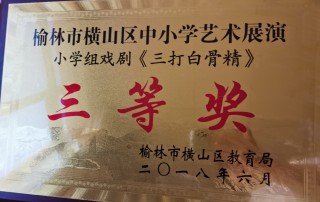 榆林市横山区中小学艺术展演
小学组戏剧《三打白骨精》
三等奖
榆林市横山区教育局
二〇一八年六月